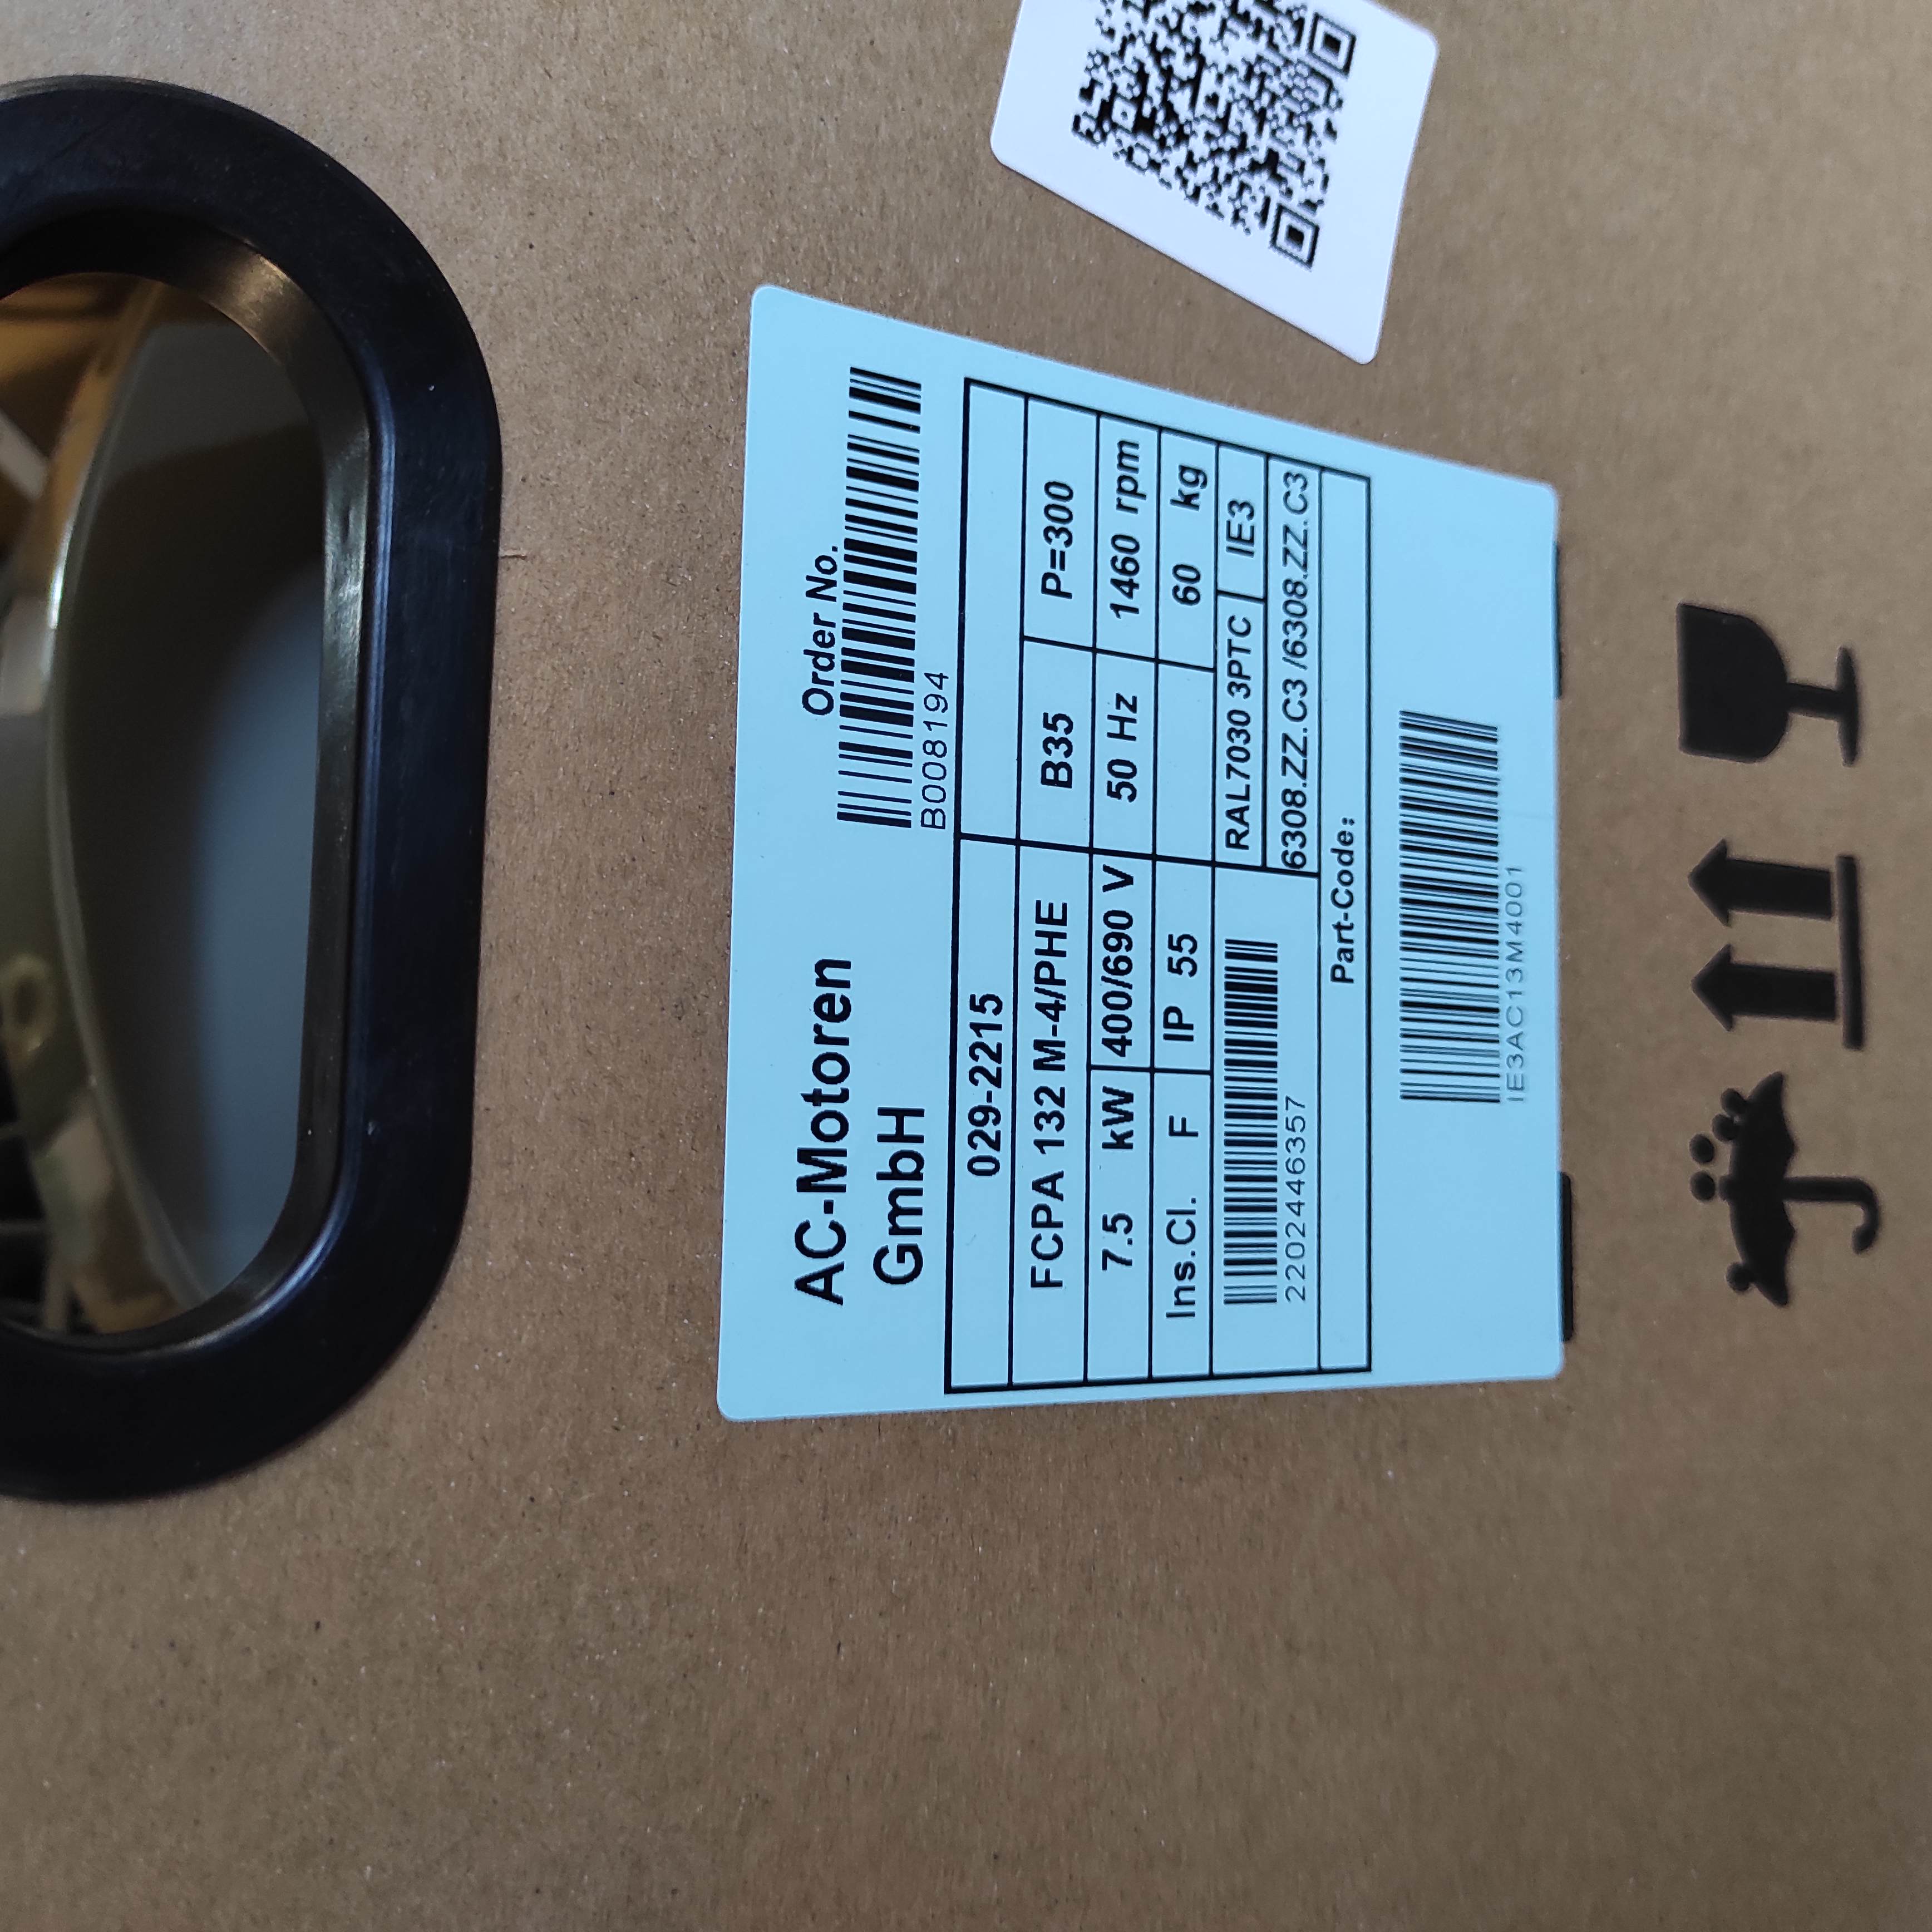 AC-Motoren
GmbH
Order No.
B008194
029-2215
FCPA 132 M-4/PHE B35 P=300
7.5 kW 400/690 V 50 Hz 1460 rpm
Ins.Cl. F IP 55 60 kg
2202446357
RAL7030 3PTC IE3
6308.ZZ.C3 /6308.ZZ.C3
Part-Code:
IE3AC13M4001